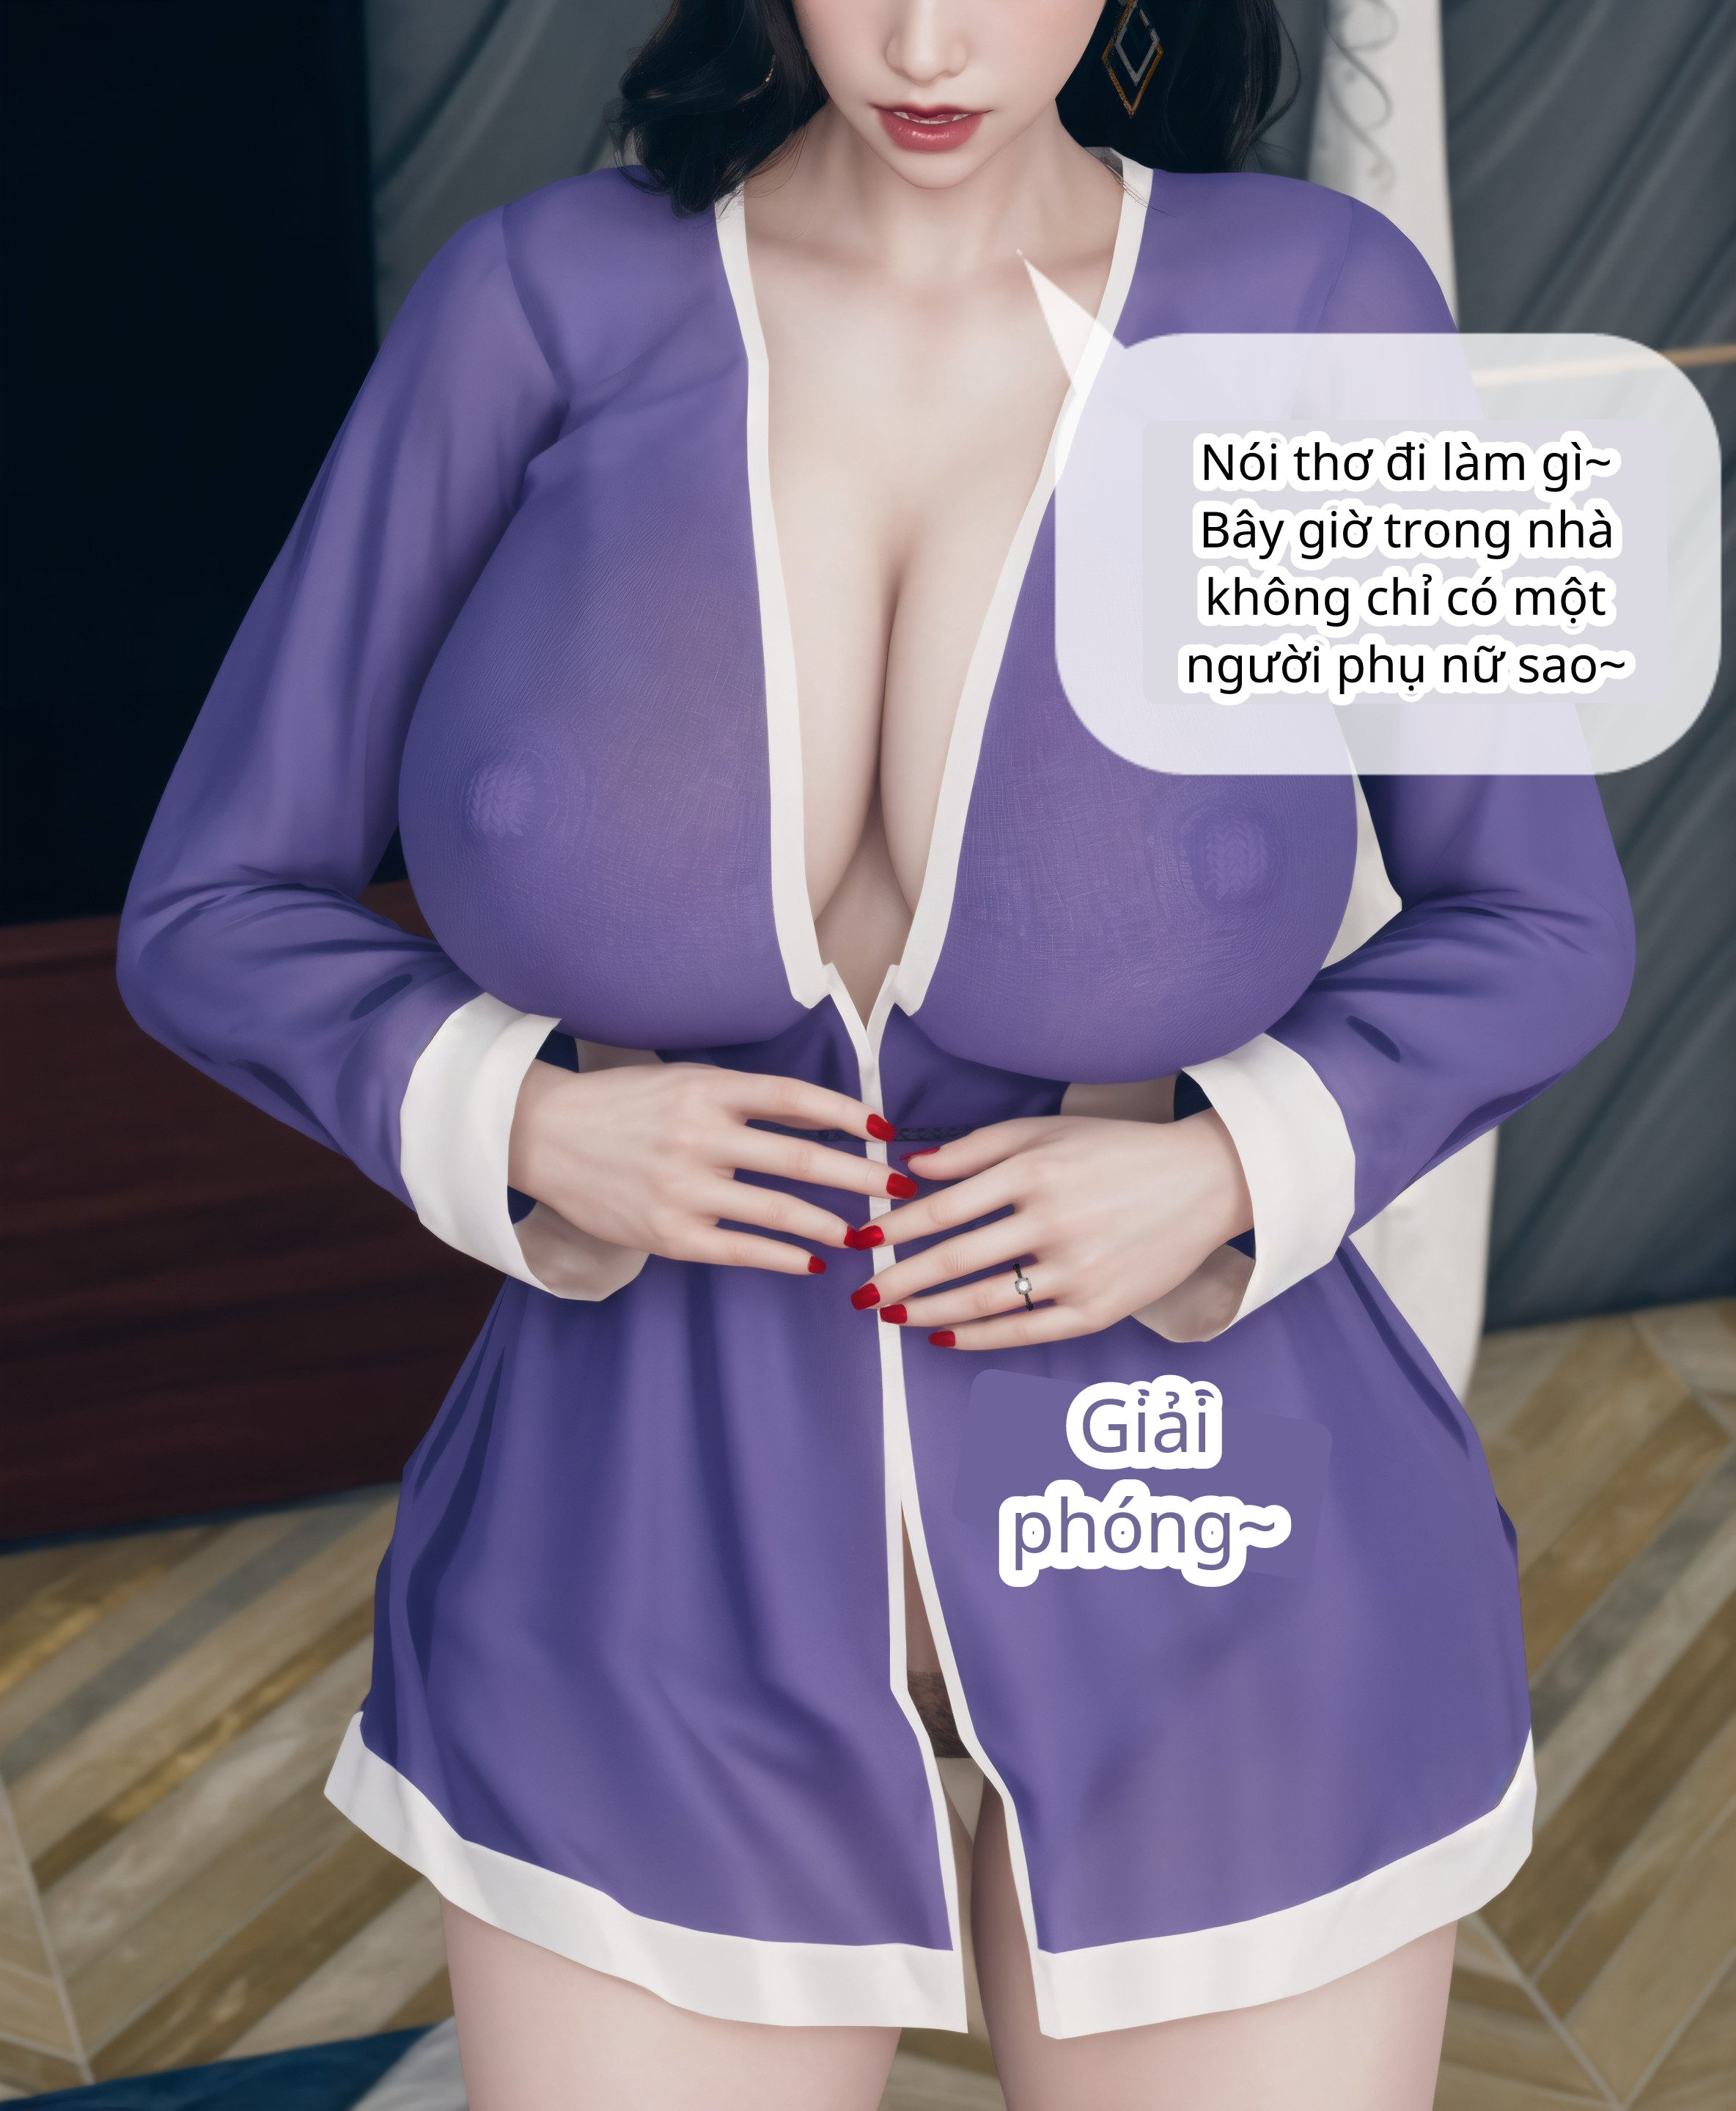 Nói thơ đi làm gì~
Bây giờ trong nhà
không chỉ có một
người phụ nữ sao~
Giải
phóng~